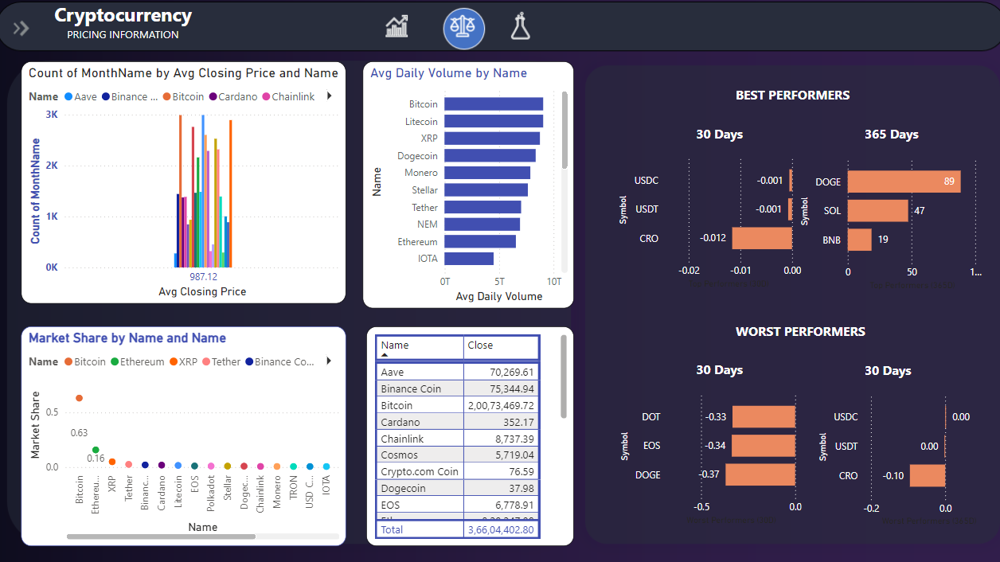 Cryptocurrency
PRICING INFORMATION
Count of MonthName by Avg Closing Price and Name
Name Aave Binance ... Bitcoin Cardano Chainlink
Count of MonthName
3K
2K
1K
0K
987.12
Avg Closing Price
Avg Daily Volume by Name
Name
Bitcoin
Litecoin
XRP
Dogecoin
Monero
Stellar
Tether
NEM
Ethereum
IOTA
0T 5T 10T
Avg Daily Volume
Market Share by Name and Name
Name Bitcoin Ethereum XRP Tether Binance Co...
Market Share
0.5
0.0
0.63
0.16
Bitcoin
Ethereu...
XRP
Tether
Binanc...
Cardano
Litecoin
EOS
Polkadot
Stellar
Dogec...
Chainlink
Monero
TRON
USD C...
IOTA
Name
Name Close
Aave 70,269.61
Binance Coin 75,344.94
Bitcoin 2,00,73,469.72
Cardano 352.17
Chainlink 8,737.39
Cosmos 5,719.04
Crypto.com Coin 76.59
Dogecoin 37.98
EOS 6,778.91
Total 3,66,04,402.80
BEST PERFORMERS
30 Days
Symbol
USDC -0.001
USDT -0.001
CRO -0.012
-0.02 -0.01 0.00
365 Days
Symbol
DOGE 89
SOL 47
BNB 19
0 50 1...
WORST PERFORMERS
30 Days
Symbol
DOT -0.33
EOS -0.34
DOGE -0.37
-0.5 0.0
30 Days
Symbol
USDC 0.00
USDT 0.00
CRO -0.10
-0.2 0.0